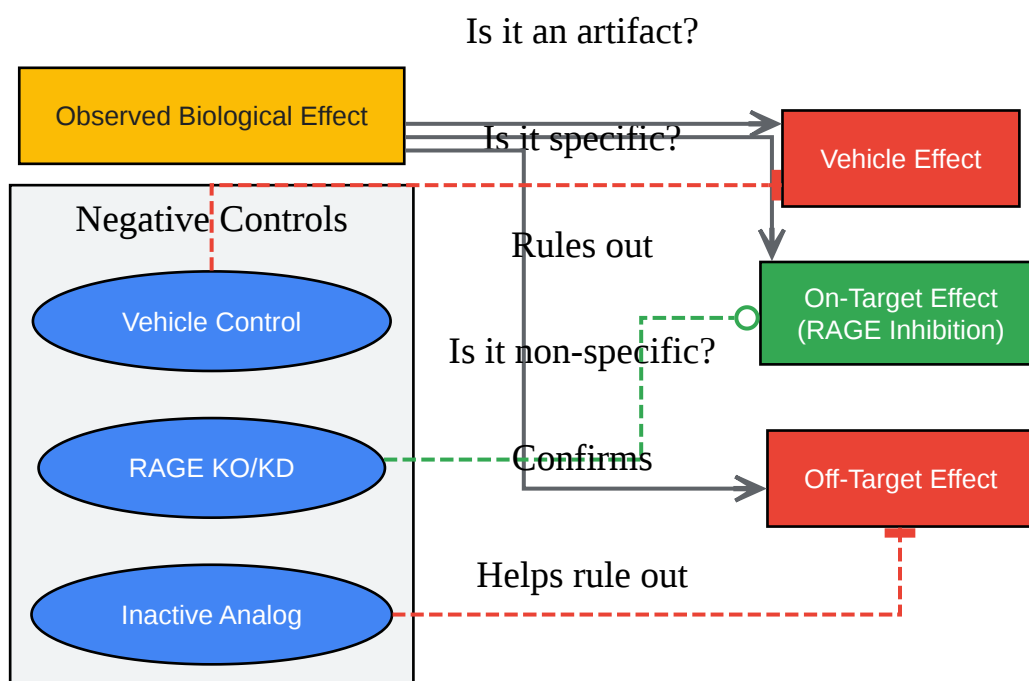 Is it an artifact?
Observed Biological Effect
Is it specific?
Vehicle Effect
Negative Controls
Rules out
On-Target Effect
(RAGE Inhibition)
Vehicle Control
Is it non-specific?
RAGE KO/KD
Confirms
Off-Target Effect
Helps rule out
Inactive Analog